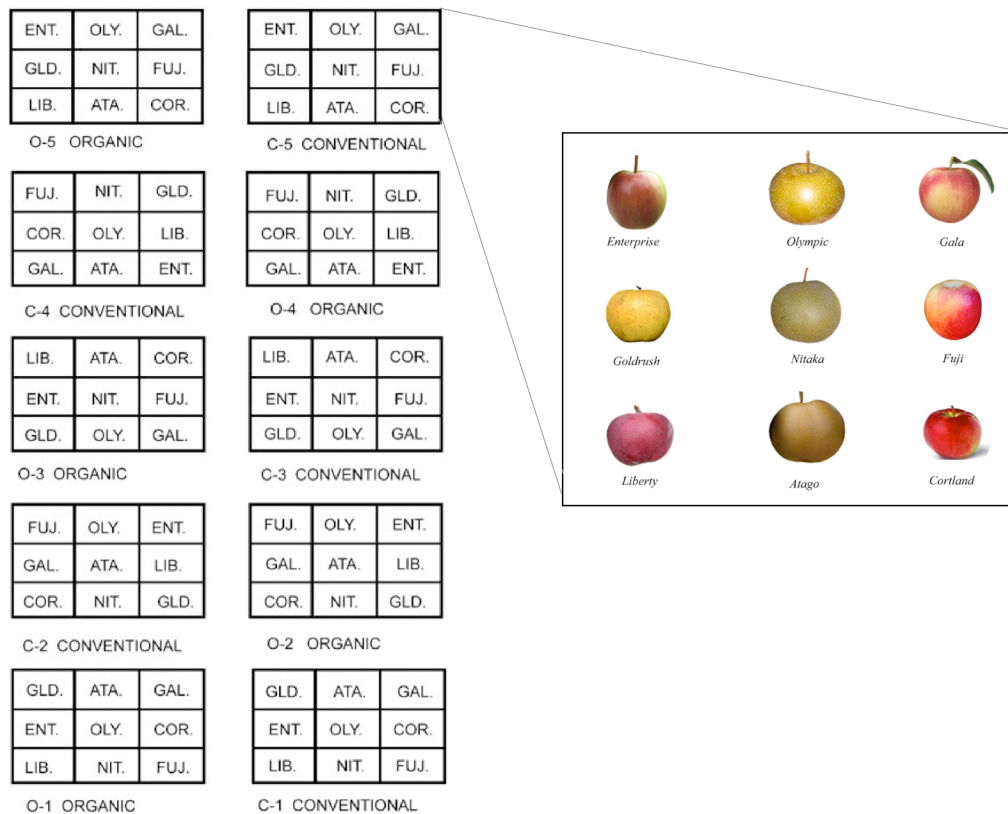 ENT. OLY. GAL.
GLD. NIT. FUJ.
LIB. ATA. COR.
O-5 ORGANIC
ENT. OLY. GAL.
GLD. NIT. FUJ.
LIB. ATA. COR.
C-5 CONVENTIONAL
FUJ. NIT. GLD.
COR. OLY. LIB.
GAL. ATA. ENT.
C-4 CONVENTIONAL
FUJ. NIT. GLD.
COR. OLY. LIB.
GAL. ATA. ENT.
O-4 ORGANIC
LIB. ATA. COR.
ENT. NIT. FUJ.
GLD. OLY. GAL.
O-3 ORGANIC
LIB. ATA. COR.
ENT. NIT. FUJ.
GLD. OLY. GAL.
C-3 CONVENTIONAL
FUJ. OLY. ENT.
GAL. ATA. LIB.
COR. NIT. GLD.
C-2 CONVENTIONAL
FUJ. OLY. ENT.
GAL. ATA. LIB.
COR. NIT. GLD.
O-2 ORGANIC
GLD. ATA. GAL.
ENT. OLY. COR.
LIB. NIT. FUJ.
O-1 ORGANIC
GLD. ATA. GAL.
ENT. OLY. COR.
LIB. NIT. FUJ.
C-1 CONVENTIONAL
Enterprise Olympic Gala
Goldrush Nitaka Fuji
Liberty Atago Cortland